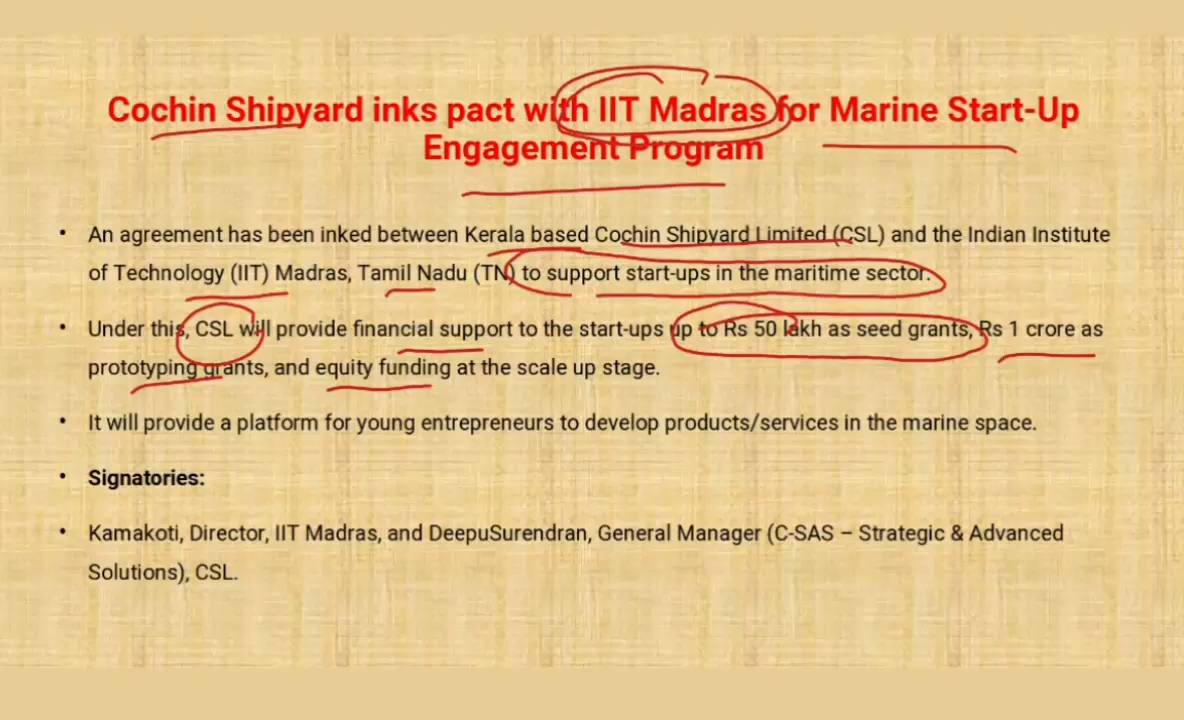 Cochin Shipyard inks pact with IIT Madras for Marine Start-Up
Engagement Program
• An agreement has been inked between Kerala based Cochin Shipyard Limited (CSL) and the Indian Institute
of Technology (IIT) Madras, Tamil Nadu (TN) to support start-ups in the maritime sector.
• Under this, CSL will provide financial support to the start-ups up to Rs 50 lakh as seed grants, Rs 1 crore as
prototyping grants, and equity funding at the scale up stage.
• It will provide a platform for young entrepreneurs to develop products/services in the marine space.
• Signatories:
• Kamakoti, Director, IIT Madras, and DeepuSurendran, General Manager (C-SAS – Strategic & Advanced
Solutions), CSL.